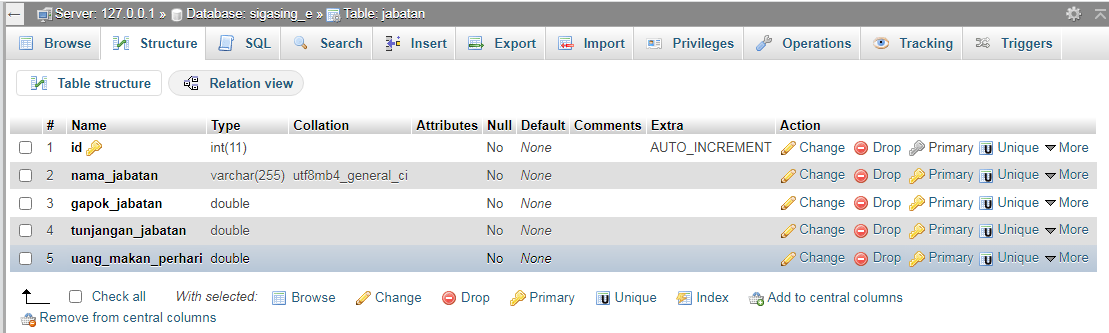 Server: 127.0.0.1 » Database: sigasing_e » Table: jabatan
Browse Structure SQL Search Insert Export Import Privileges Operations Tracking Triggers
Table structure Relation view
# Name Type Collation Attributes Null Default Comments Extra Action
1 id int(11) No None AUTO_INCREMENT Change Drop Primary Unique More
2 nama_jabatan varchar(255) utf8mb4_general_ci No None Change Drop Primary Unique More
3 gapok_jabatan double No None Change Drop Primary Unique More
4 tunjangan_jabatan double No None Change Drop Primary Unique More
5 uang_makan_perhari double No None Change Drop Primary Unique More
Check all With selected: Browse Change Drop Primary Unique Index Add to central columns
Remove from central columns